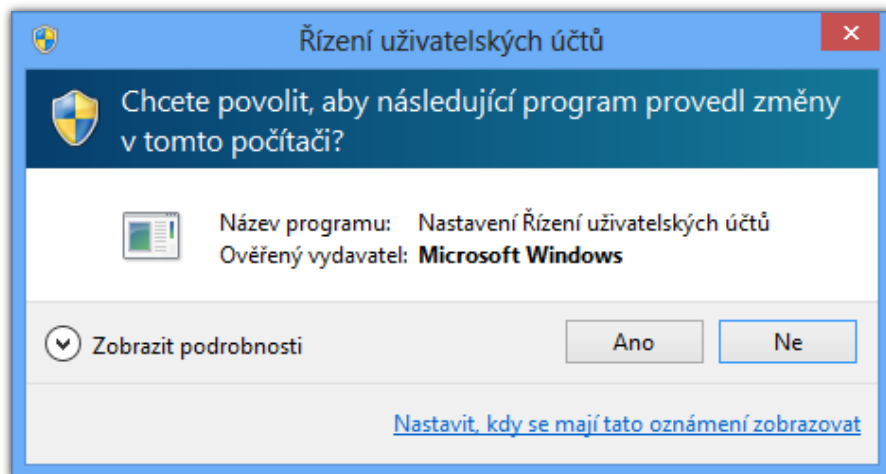 Řízení uživatelských účtů
Chcete povolit, aby následující program provedl změny
v tomto počítači?
Název programu: Nastavení Řízení uživatelských účtů
Ověřený vydavatel: Microsoft Windows
Zobrazit podrobnosti
Ano
Ne
Nastavit, kdy se mají tato oznámení zobrazovat